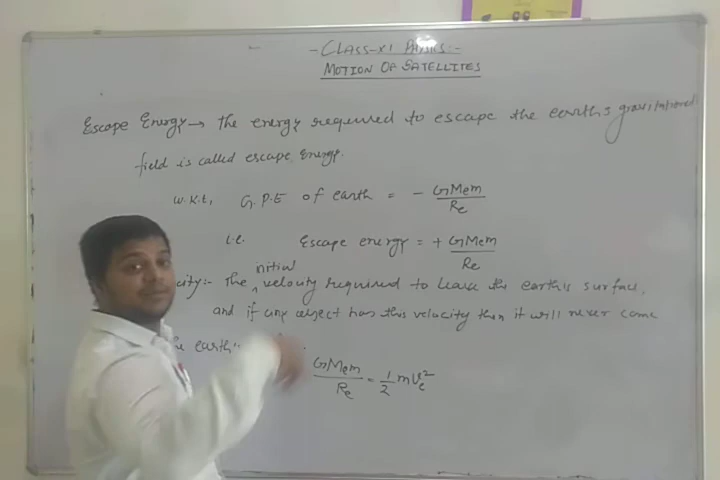 - CLASS-XI PHYSICS:-
MOTION OF SATELLITES
Escape Energy → The energy required to escape the earth's gravitational
field is called escape Energy.
w.k.t, G.P.E of earth = - GMem/Re
i.e. Escape energy = + GMem/Re
initial
city:- The ^ velocity required to leave the earth's surface,
and if any object has this velocity then it will never come
the earth's
GMem/Re = 1/2 m Ve²